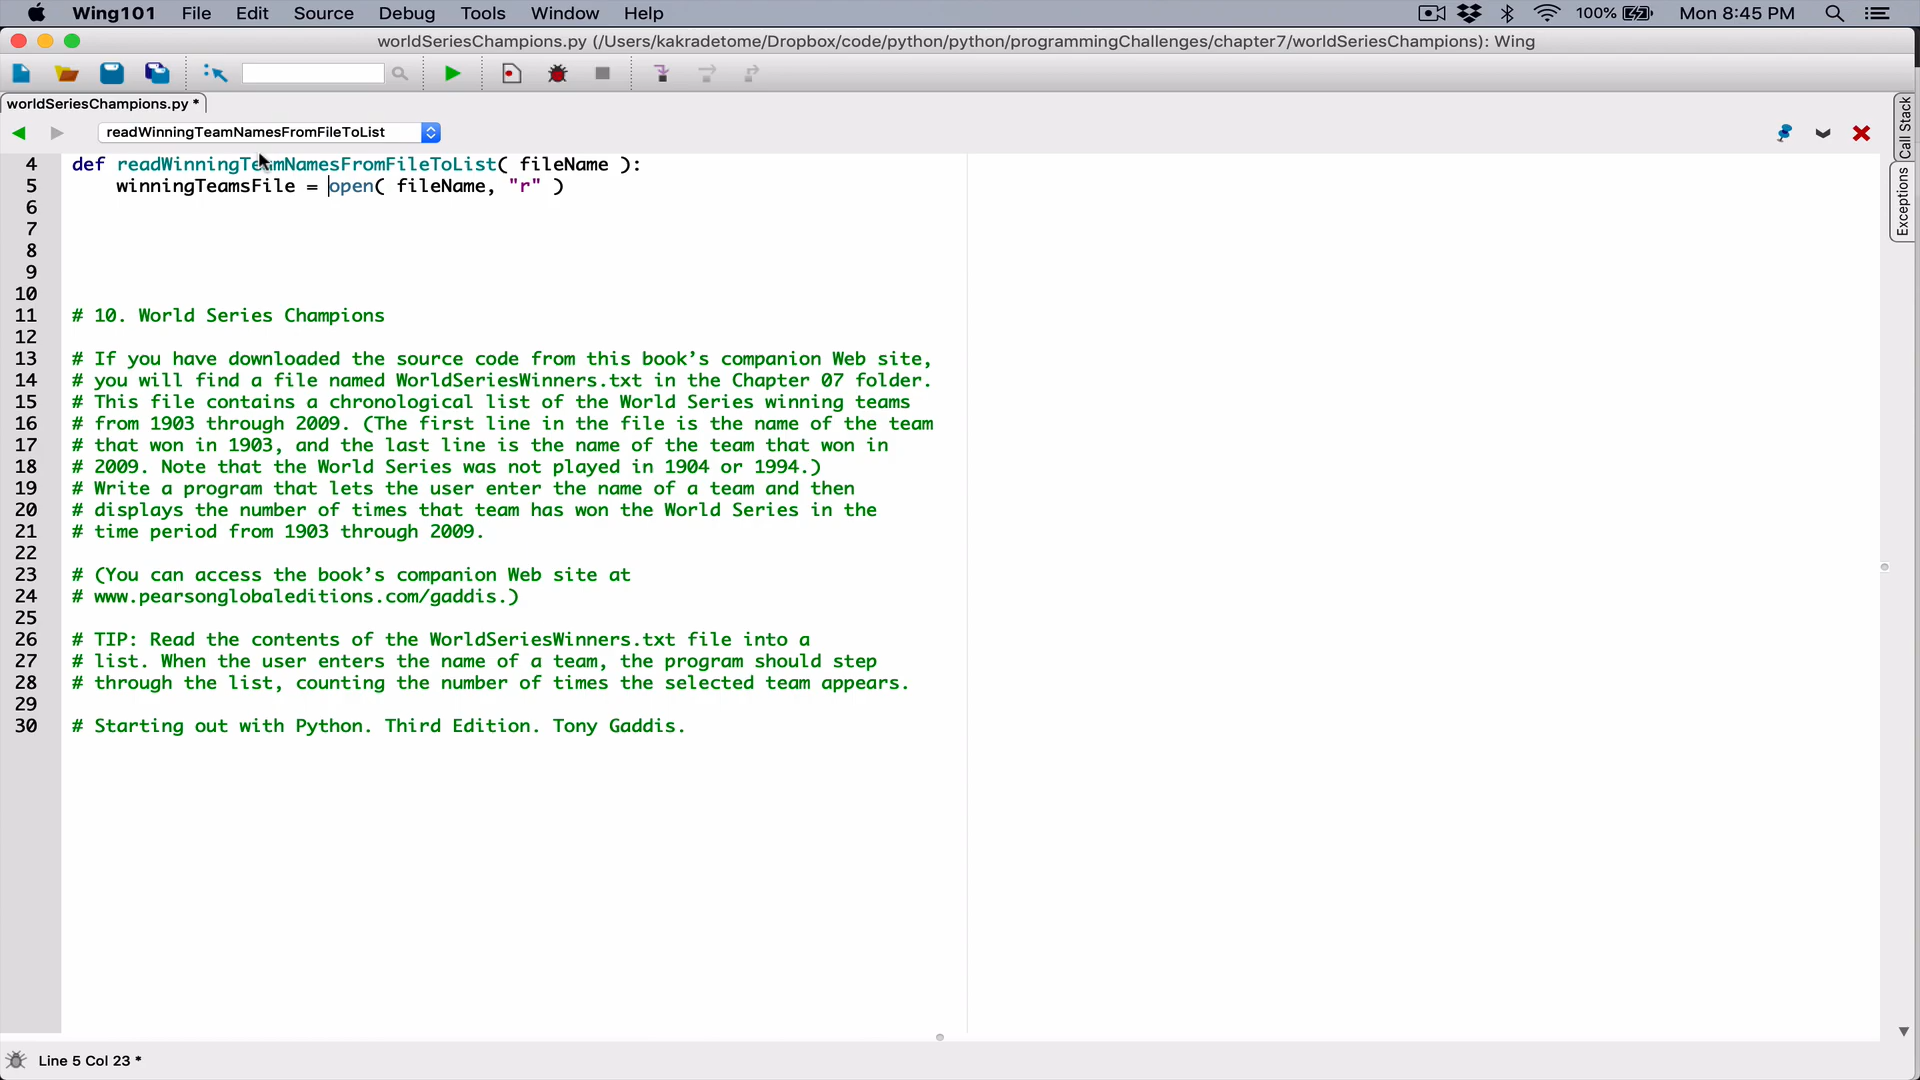 Wing101 File Edit Source Debug Tools Window Help 100% Mon 8:45 PM
worldSeriesChampions.py (/Users/kakradetome/Dropbox/code/python/python/programmingChallenges/chapter7/worldSeriesChampions): Wing
worldSeriesChampions.py *
readWinningTeamNamesFromFileToList
Call Stack
Exceptions
4 def readWinningTeamNamesFromFileToList( fileName ):
5 winningTeamsFile = open( fileName, "r" )
6
7
8
9
10
11 # 10. World Series Champions
12
13 # If you have downloaded the source code from this book’s companion Web site,
14 # you will find a file named WorldSeriesWinners.txt in the Chapter 07 folder.
15 # This file contains a chronological list of the World Series winning teams
16 # from 1903 through 2009. (The first line in the file is the name of the team
17 # that won in 1903, and the last line is the name of the team that won in
18 # 2009. Note that the World Series was not played in 1904 or 1994.)
19 # Write a program that lets the user enter the name of a team and then
20 # displays the number of times that team has won the World Series in the
21 # time period from 1903 through 2009.
22
23 # (You can access the book’s companion Web site at
24 # www.pearsonglobaleditions.com/gaddis.)
25
26 # TIP: Read the contents of the WorldSeriesWinners.txt file into a
27 # list. When the user enters the name of a team, the program should step
28 # through the list, counting the number of times the selected team appears.
29
30 # Starting out with Python. Third Edition. Tony Gaddis.
Line 5 Col 23 *